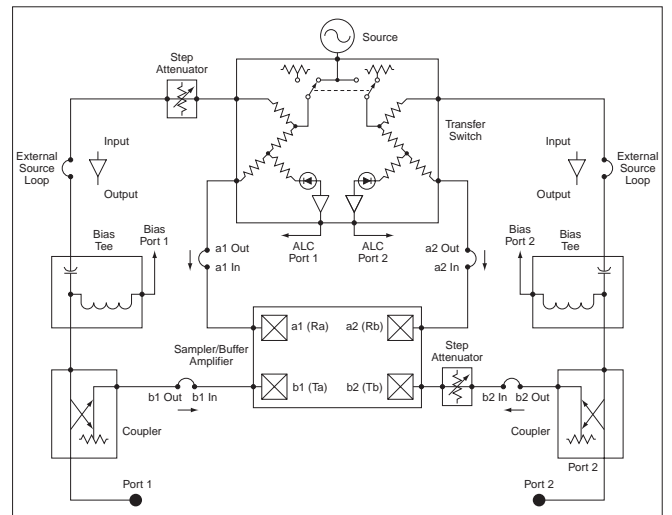 Source
Step
Attenuator
Transfer
Switch
Input
Output
External
Source
Loop
Input
Output
External
Source
Loop
Bias
Port 1
Bias
Tee
ALC
Port 1
ALC
Port 2
a1 Out
a1 In
a2 Out
a2 In
Bias
Port 2
Bias
Tee
a1 (Ra)
a2 (Rb)
Sampler/Buffer
Amplifier
Step
Attenuator
b1 (Ta)
b2 (Tb)
b1 Out
b1 In
b2 In
b2 Out
Coupler
Coupler
Port 2
Port 1
Port 2